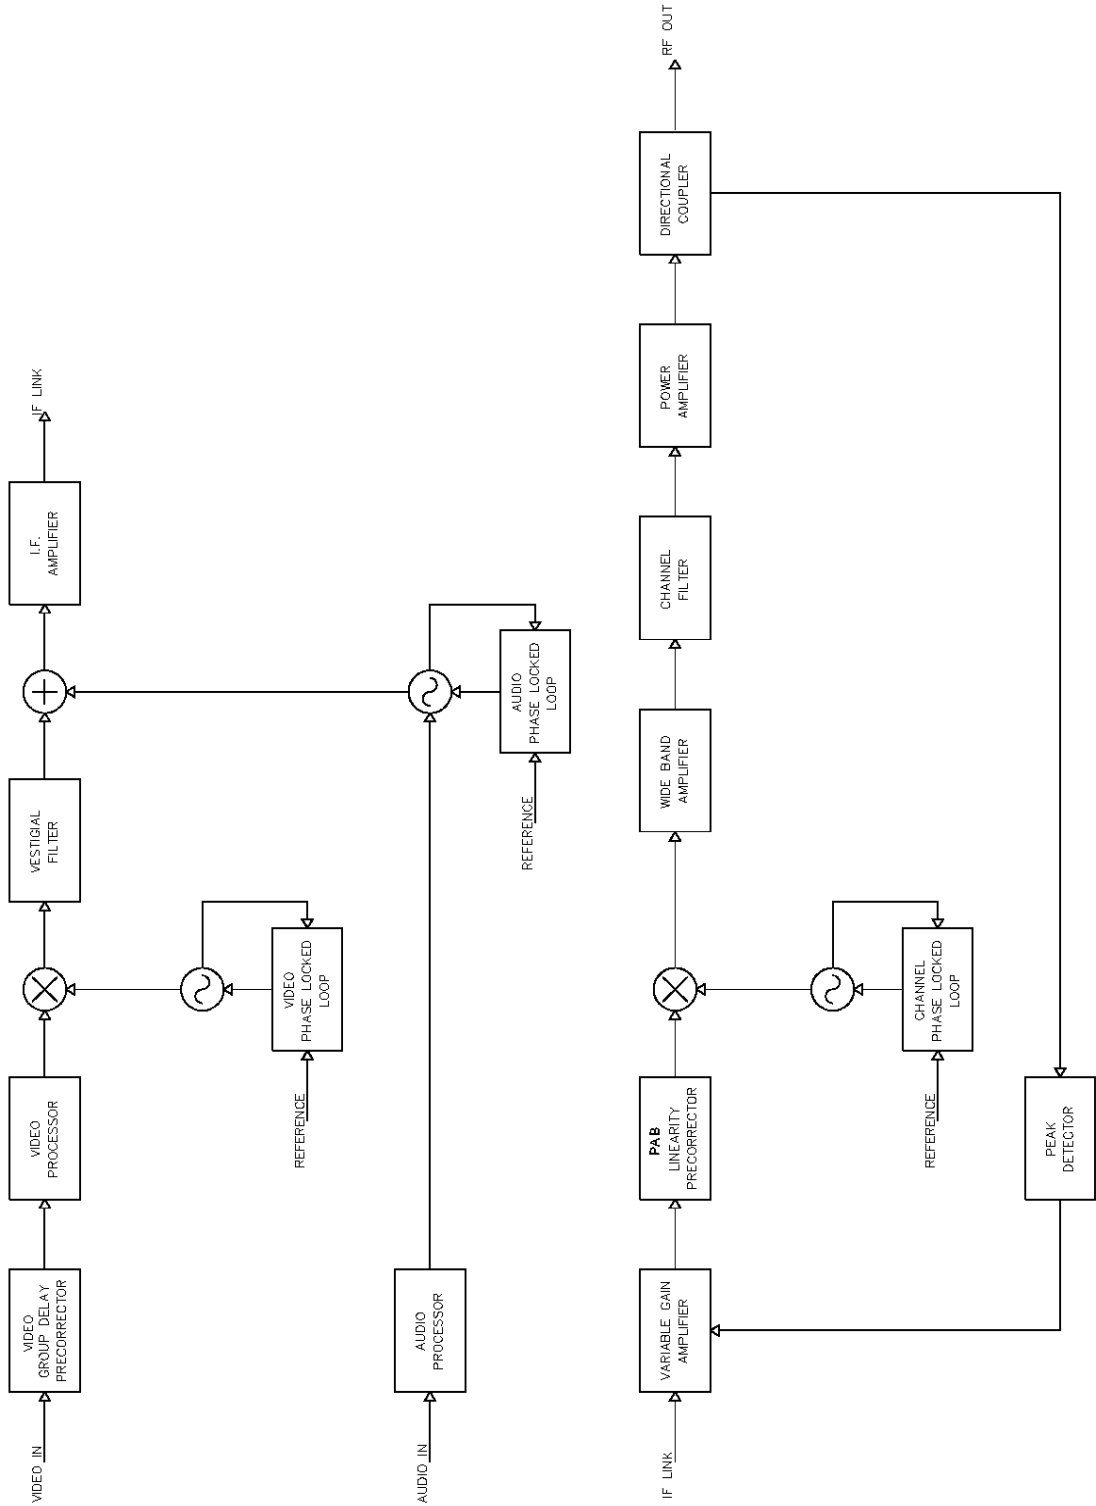 VIDEO IN
VIDEO
GROUP DELAY
PRECORRECTOR
VIDEO
PROCESSOR
VESTIGIAL
FILTER
I.F.
AMPLIFIER
IF LINK
REFERENCE
VIDEO
PHASE LOCKED
LOOP
AUDIO IN
AUDIO
PROCESSOR
REFERENCE
AUDIO
PHASE LOCKED
LOOP
IF LINK
VARIABLE GAIN
AMPLIFIER
PAB
LINEARITY
PRECORRECTOR
WIDE BAND
AMPLIFIER
CHANNEL
FILTER
POWER
AMPLIFIER
DIRECTIONAL
COUPLER
RF OUT
REFERENCE
CHANNEL
PHASE LOCKED
LOOP
PEAK
DETECTOR